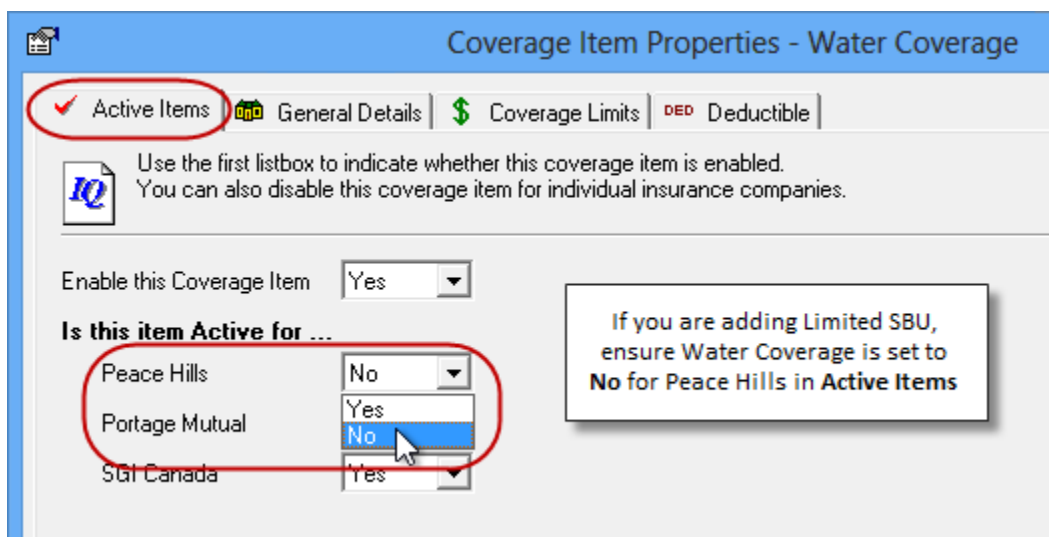 Coverage Item Properties - Water Coverage
Active Items General Details $ Coverage Limits DED Deductible
IQ
Use the first listbox to indicate whether this coverage item is enabled.
You can also disable this coverage item for individual insurance companies.
Enable this Coverage Item Yes
Is this item Active for ...
Peace Hills No
Yes
Portage Mutual
No
SGI Canada Yes
If you are adding Limited SBU,
ensure Water Coverage is set to
No for Peace Hills in Active Items